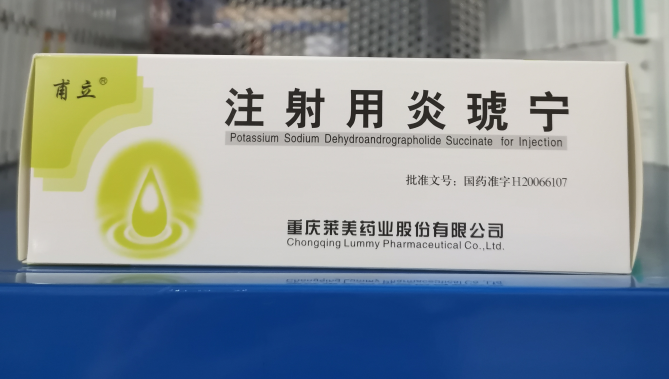 甫立®
注射用炎琥宁
Potassium Sodium Dehydroandrographolide Succinate for Injection
批准文号：国药准字H20066107
重庆莱美药业股份有限公司
Chongqing Lummy Pharmaceutical Co.,Ltd.